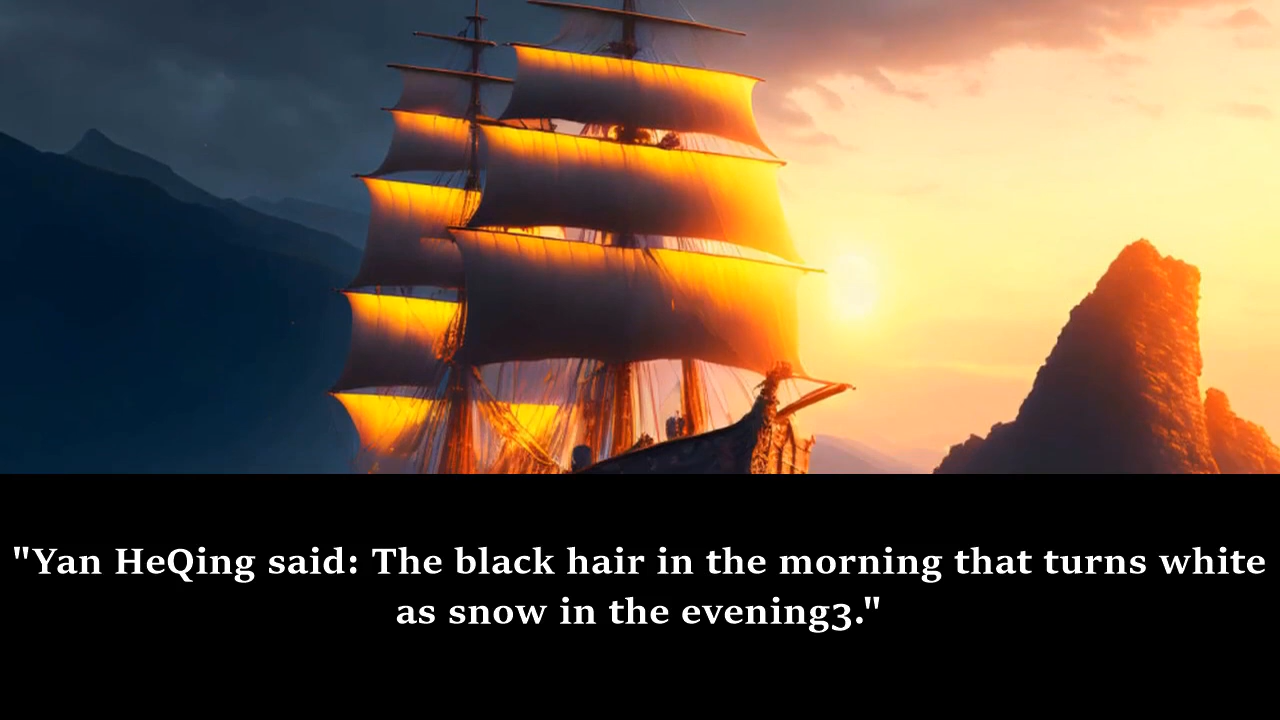 "Yan HeQing said: The black hair in the morning that turns white
as snow in the evening3."